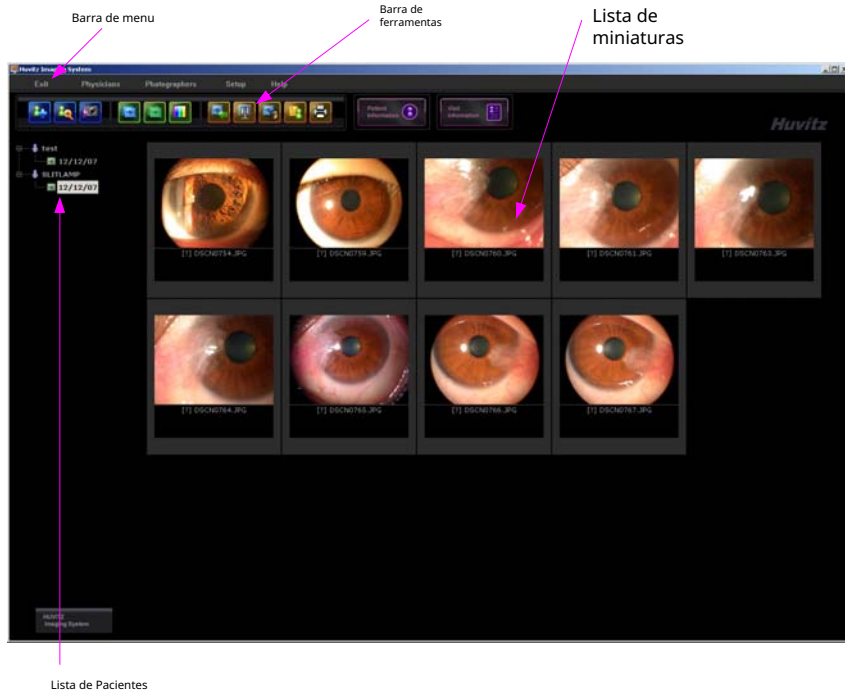 Barra de menu
Barra de
ferramentas
Lista de
miniaturas
Huvitz Imaging System
Exit Physicians Photographers Setup Help
Patient
Information
Visit
Information
Huvitz
test
12/12/07
SLITLAMP
12/12/07
[?] DSCN0754.JPG [?] DSCN0759.JPG [?] DSCN0760.JPG [?] DSCN0761.JPG [?] DSCN0763.JPG
[?] DSCN0764.JPG [?] DSCN0765.JPG [?] DSCN0766.JPG [?] DSCN0767.JPG
HUVITZ
Imaging System
Lista de Pacientes